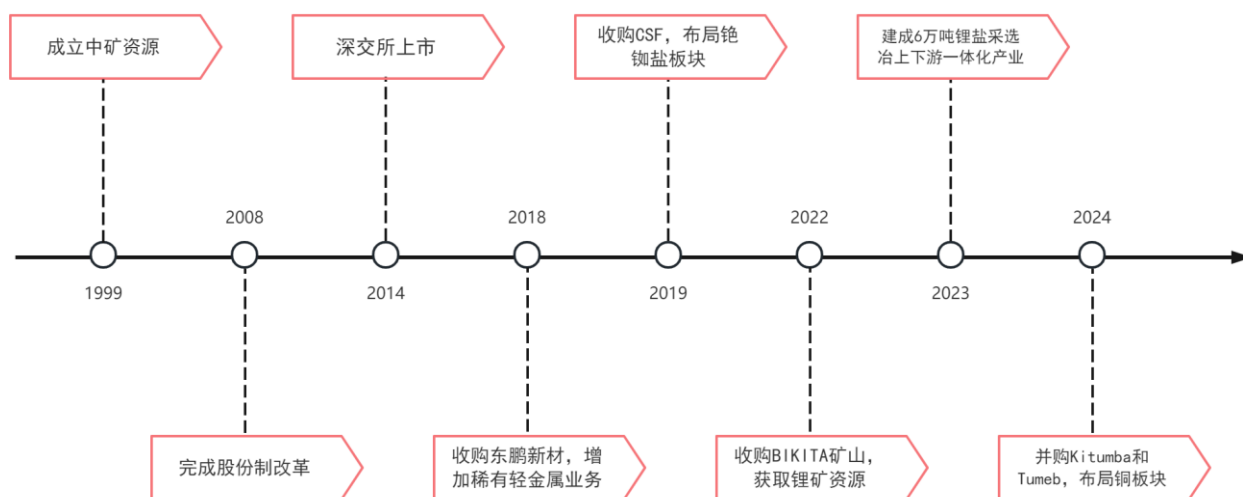 成立中矿资源
深交所上市
收购CSF，布局铯
铷盐板块
建成6万吨锂盐采选
冶上下游一体化产业
2008
2018
2022
2024
1999
2014
2019
2023
完成股份制改革
收购东鹏新材，增
加稀有轻金属业务
收购BIKITA矿山，
获取锂矿资源
并购Kitumba和
Tumeb，布局铜板块